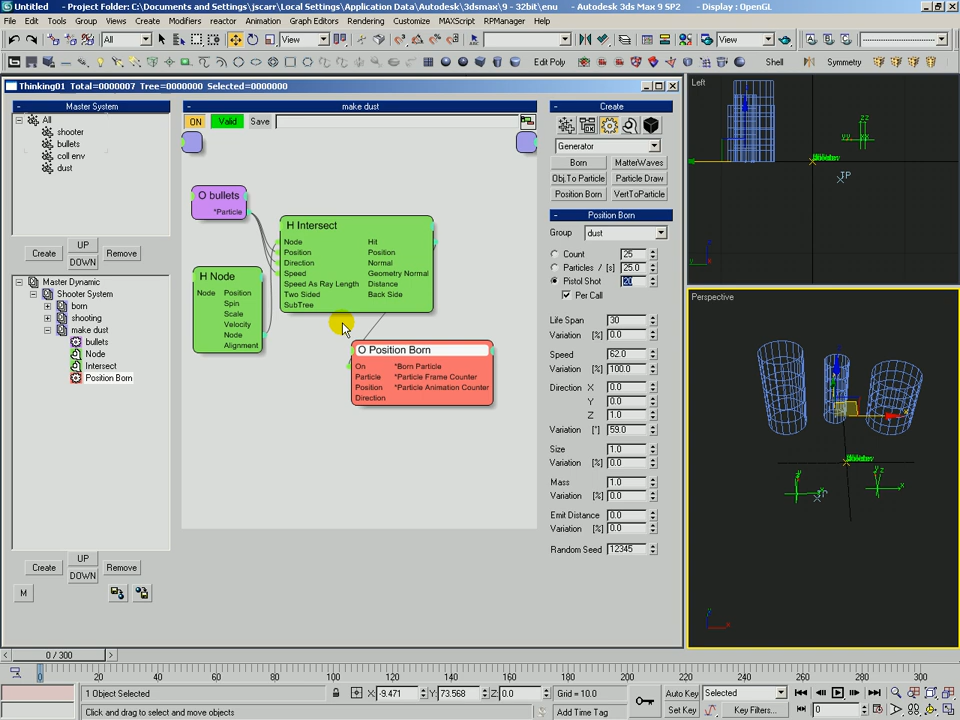 Untitled - Project Folder: C:\Documents and Settings\jscarr\Local Settings\Application Data\Autodesk\3dsmax\9 - 32bit\enu - Autodesk 3ds Max 9 SP2 - Display : OpenGL
File Edit Tools Group Views Create Modifiers reactor Animation Graph Editors Rendering Customize MAXScript RPManager Help
All View View
Edit Poly Shell Symmetry
Thinking01 Total=0000007 Tree=0000000 Selected=0000000
Master System make dust Create
ON Valid Save
All
shooter
bullets
coll env
dust
Create UP DOWN Remove
Master Dynamic
Shooter System
born
shooting
make dust
bullets
Node
Intersect
Position Born
Create UP DOWN Remove
M
O bullets
*Particle
H Node
Node Position
Spin
Scale
Velocity
Node
Alignment
H Intersect
Node Hit
Position Position
Direction Normal
Speed Geometry Normal
Speed As Ray Length Distance
Two Sided Back Side
SubTree
O Position Born
On *Born Particle
Particle *Particle Frame Counter
Position *Particle Animation Counter
Direction
Generator
Born MatterWaves
Obj.To Particle Particle Draw
Position Born VertToParticle
Position Born
Group dust
Count 25
Particles / [s] 25.0
Pistol Shot 20
Per Call
Life Span 30
Variation [%] 0.0
Speed 62.0
Variation [%] 100.0
Direction X 0.0
Y 0.0
Z 1.0
Variation [°] 59.0
Size 1.0
Variation [%] 0.0
Mass 1.0
Variation [%] 0.0
Emit Distance 0.0
Variation [%] 0.0
Random Seed 12345
Left
TP
Perspective
0 / 300
0 20 40 60 80 100 120 140 160 180 200 220 240 260 280 300
1 Object Selected X: -9.471 Y: 73.568 Z: 0.0 Grid = 10.0 Auto Key Selected
Click and drag to select and move objects Add Time Tag Set Key Key Filters... 0